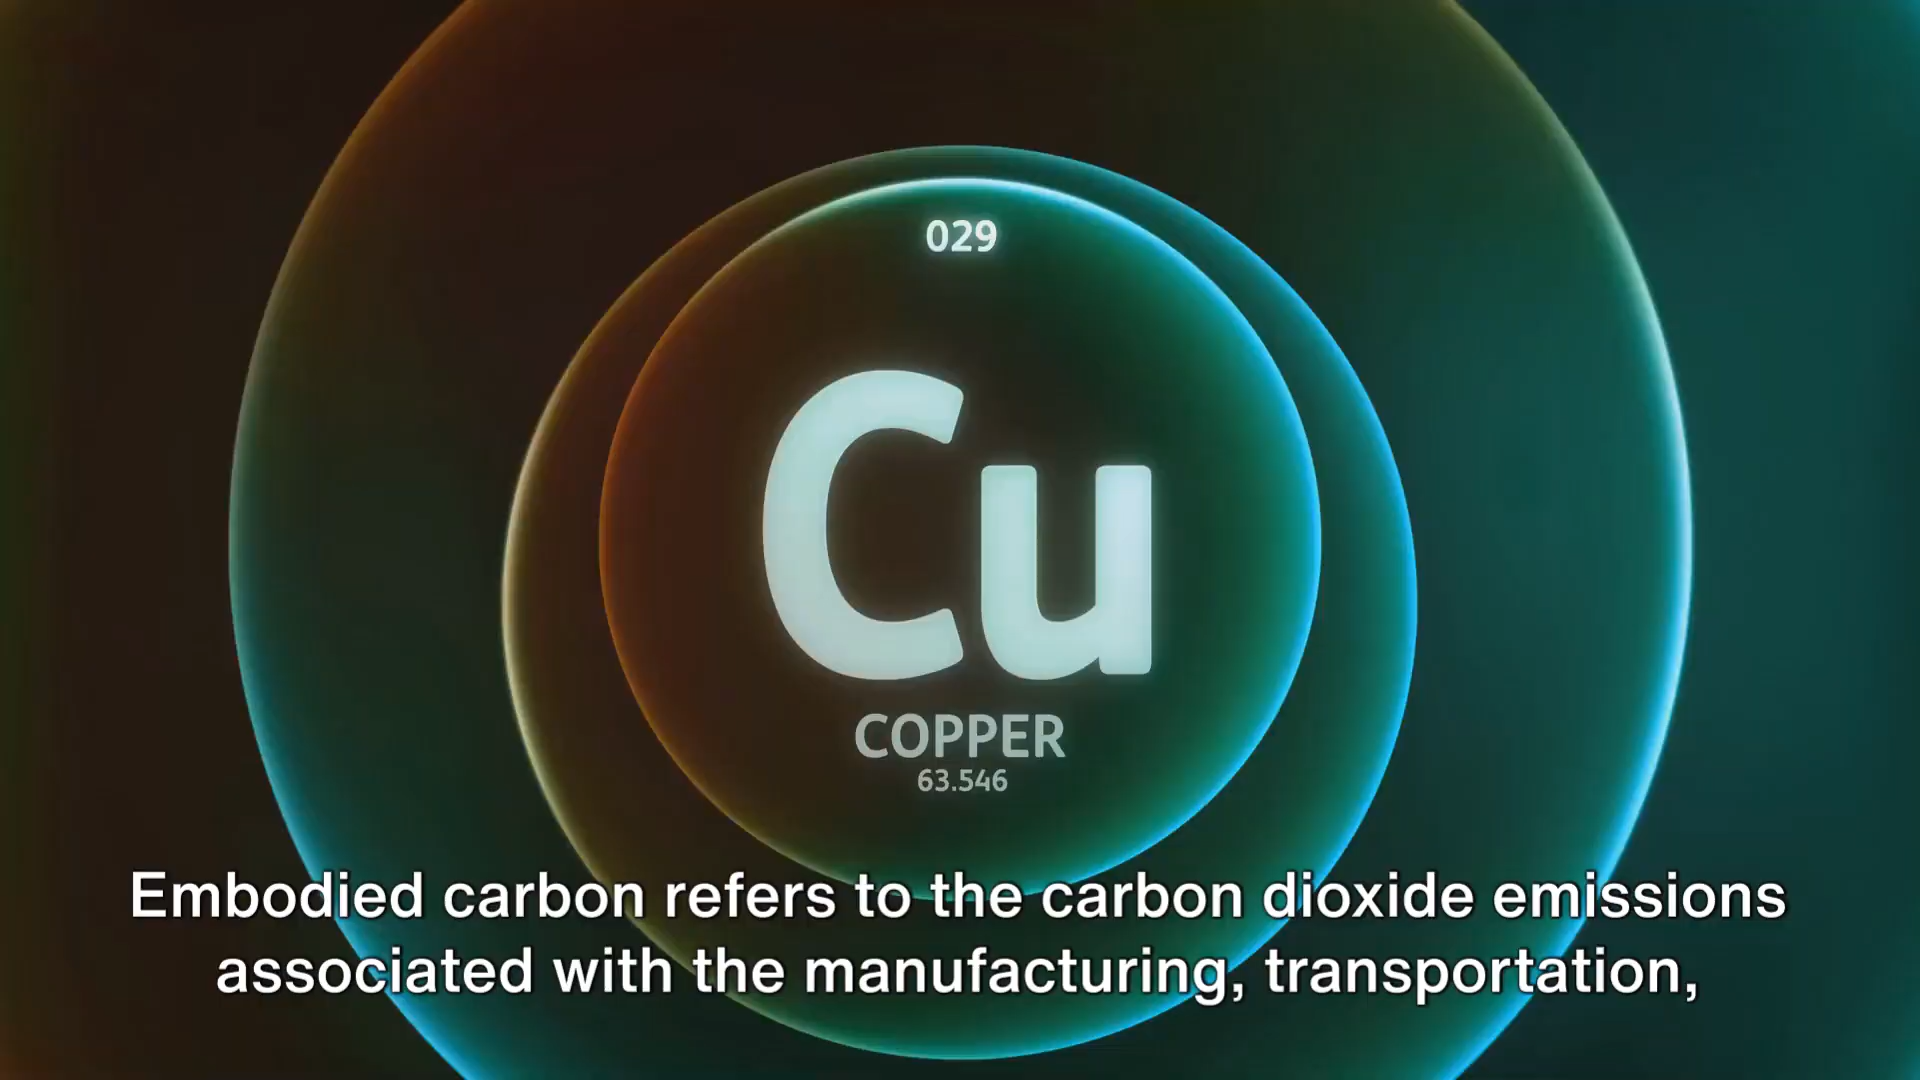 029
Cu
COPPER
63.546
Embodied carbon refers to the carbon dioxide emissions
associated with the manufacturing, transportation,